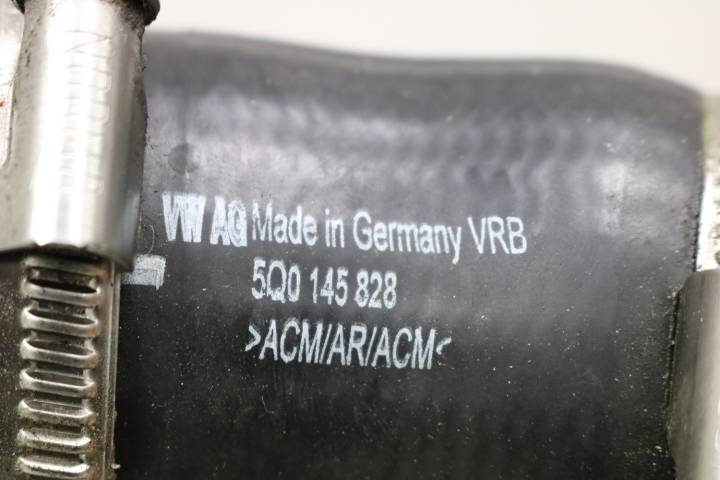 VW AG Made in Germany VRB
5Q0 145 828
>ACM/AR/ACM<